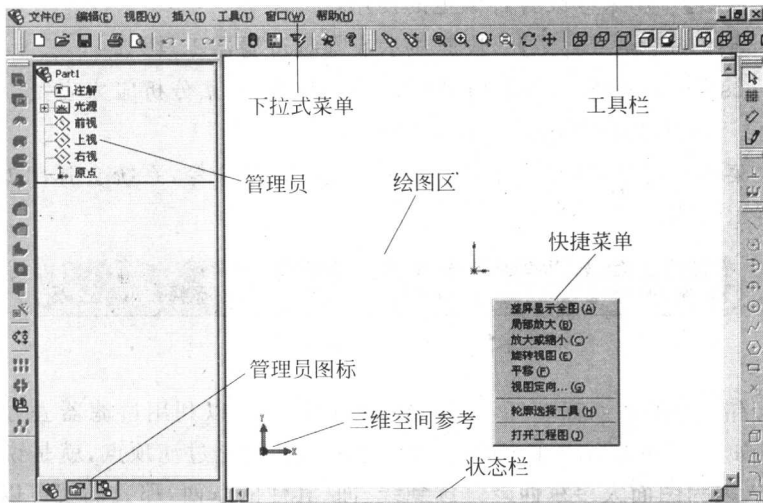 文件(F) 编辑(E) 视图(V) 插入(I) 工具(T) 窗口(W) 帮助(H)
Part1
注解
光源
前视
上视
右视
原点
下拉式菜单
工具栏
管理员
绘图区
快捷菜单
整屏显示全图(A)
局部放大(B)
放大或缩小(C)
旋转视图(E)
平移(F)
视图定向...(G)
轮廓选择工具(H)
打开工程图(J)
管理员图标
三维空间参考
Y
X
状态栏